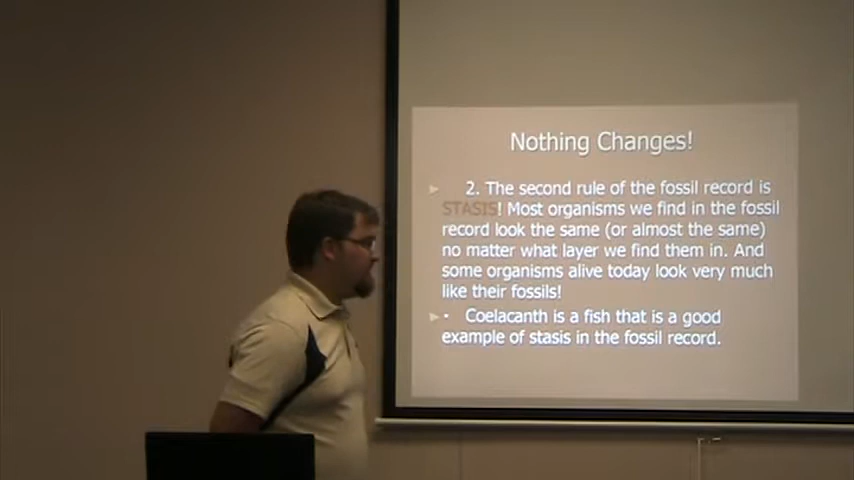 Nothing Changes!
2. The second rule of the fossil record is
STASIS! Most organisms we find in the fossil
record look the same (or almost the same)
no matter what layer we find them in. And
some organisms alive today look very much
like their fossils!
• Coelacanth is a fish that is a good
example of stasis in the fossil record.